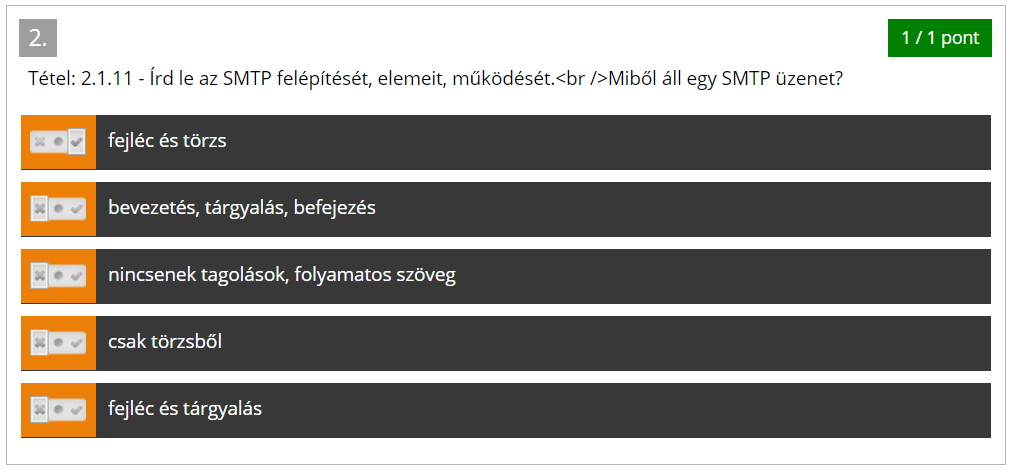 2.
1 / 1 pont
Tétel: 2.1.11 - Írd le az SMTP felépítését, elemeit, működését.<br />Miből áll egy SMTP üzenet?
fejléc és törzs
bevezetés, tárgyalás, befejezés
nincsenek tagolások, folyamatos szöveg
csak törzsből
fejléc és tárgyalás